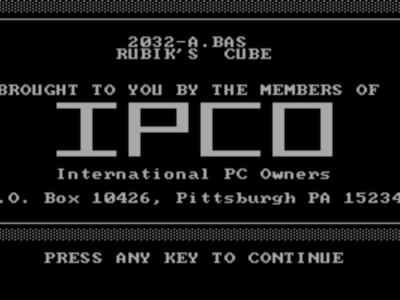 2032-A.BAS
RUBIK'S CUBE
BROUGHT TO YOU BY THE MEMBERS OF
IPCO
International PC Owners
.O. Box 10426, Pittsburgh PA 15234
PRESS ANY KEY TO CONTINUE